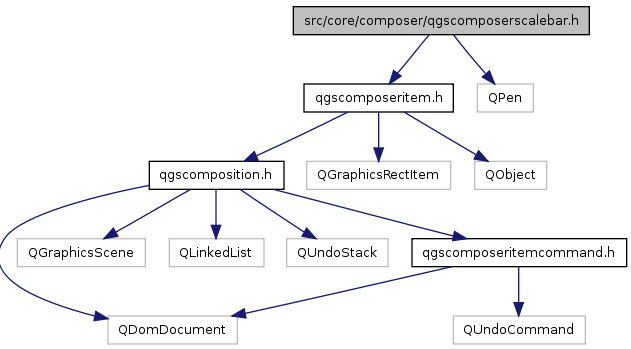 src/core/composer/qgscomposerscalebar.h
qgscomposeritem.h
QPen
qgscomposition.h
QGraphicsRectItem
QObject
QGraphicsScene
QLinkedList
QUndoStack
qgscomposeritemcommand.h
QDomDocument
QUndoCommand